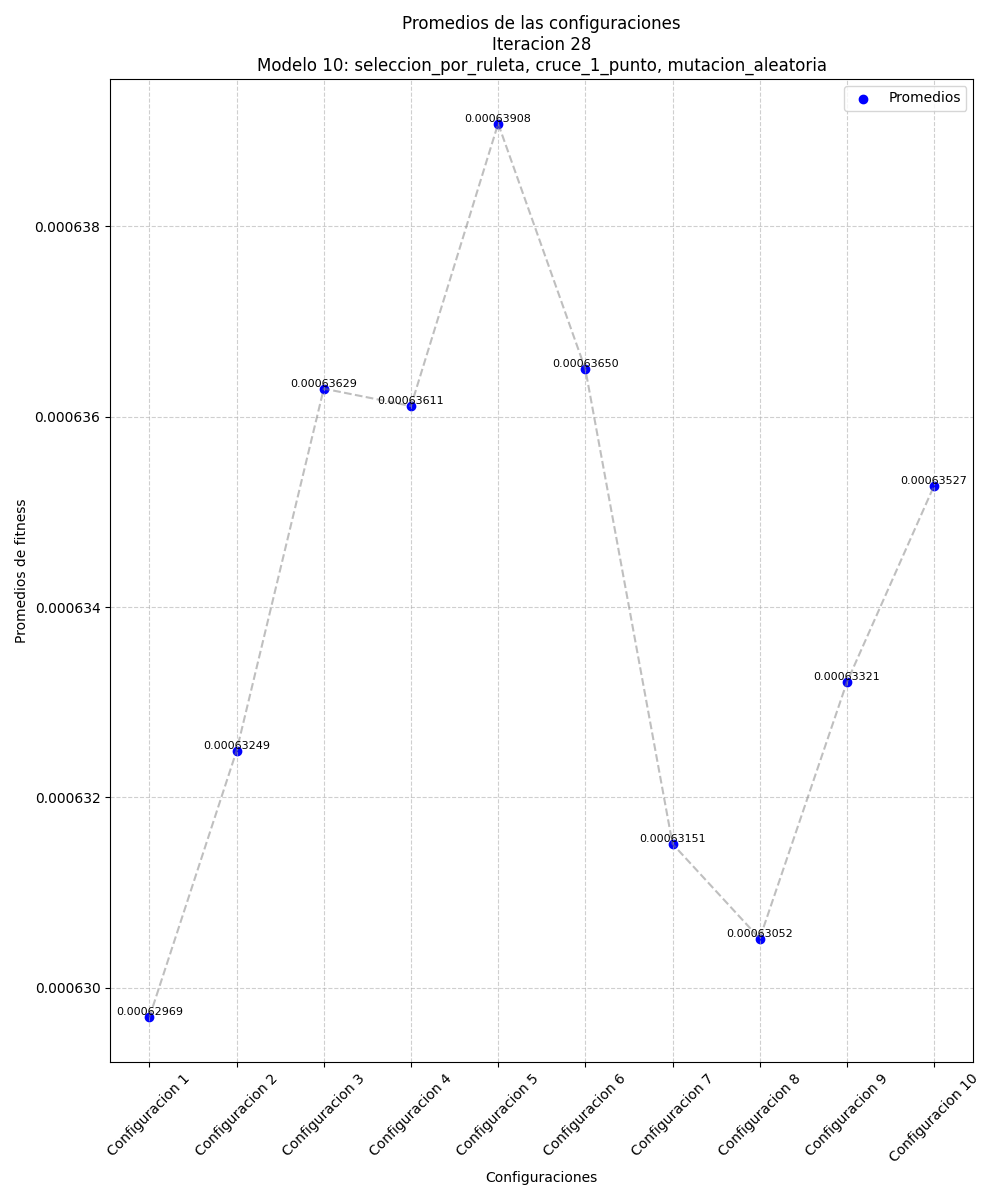 Promedios de las configuraciones
Iteracion 28
Modelo 10: seleccion_por_ruleta, cruce_1_punto, mutacion_aleatoria
Promedios
0.00063908
0.000638
0.00063650
0.00063629
0.00063611
0.000636
0.00063527
Promedios de fitness
0.000634
0.00063321
0.00063249
0.000632
0.00063151
0.00063052
0.000630
0.00062969
Configuracion 1
Configuracion 2
Configuracion 3
Configuracion 4
Configuracion 5
Configuracion 6
Configuracion 7
Configuracion 8
Configuracion 9
Configuracion 10
Configuraciones